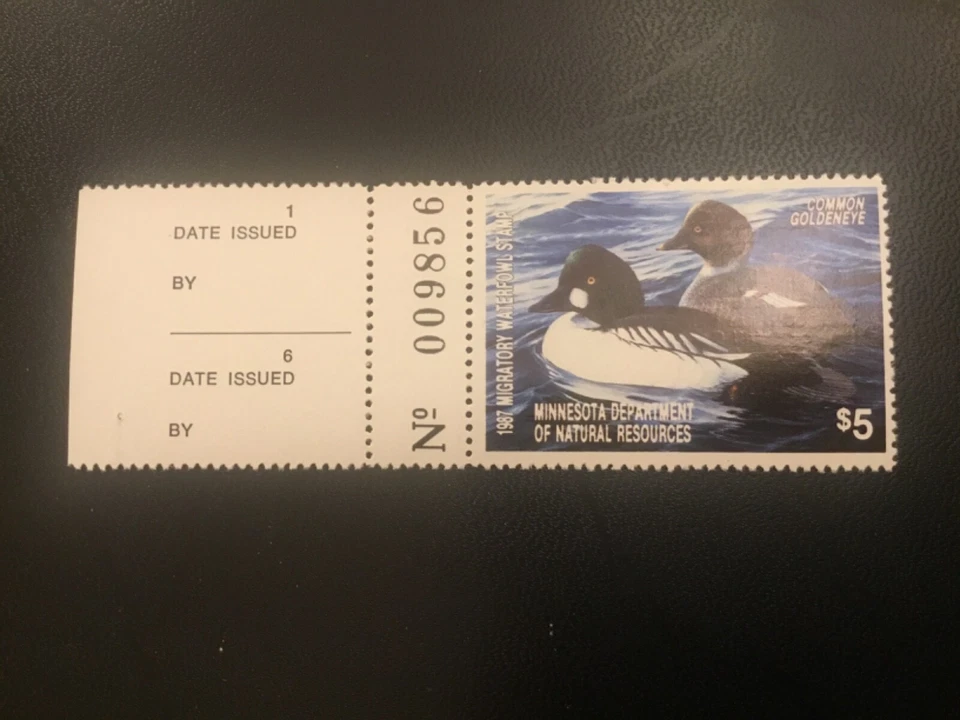 1
DATE ISSUED
BY
6
DATE ISSUED
BY
Nº 009856
1987 MIGRATORY WATERFOWL STAMP
COMMON
GOLDENEYE
MINNESOTA DEPARTMENT
OF NATURAL RESOURCES
$5